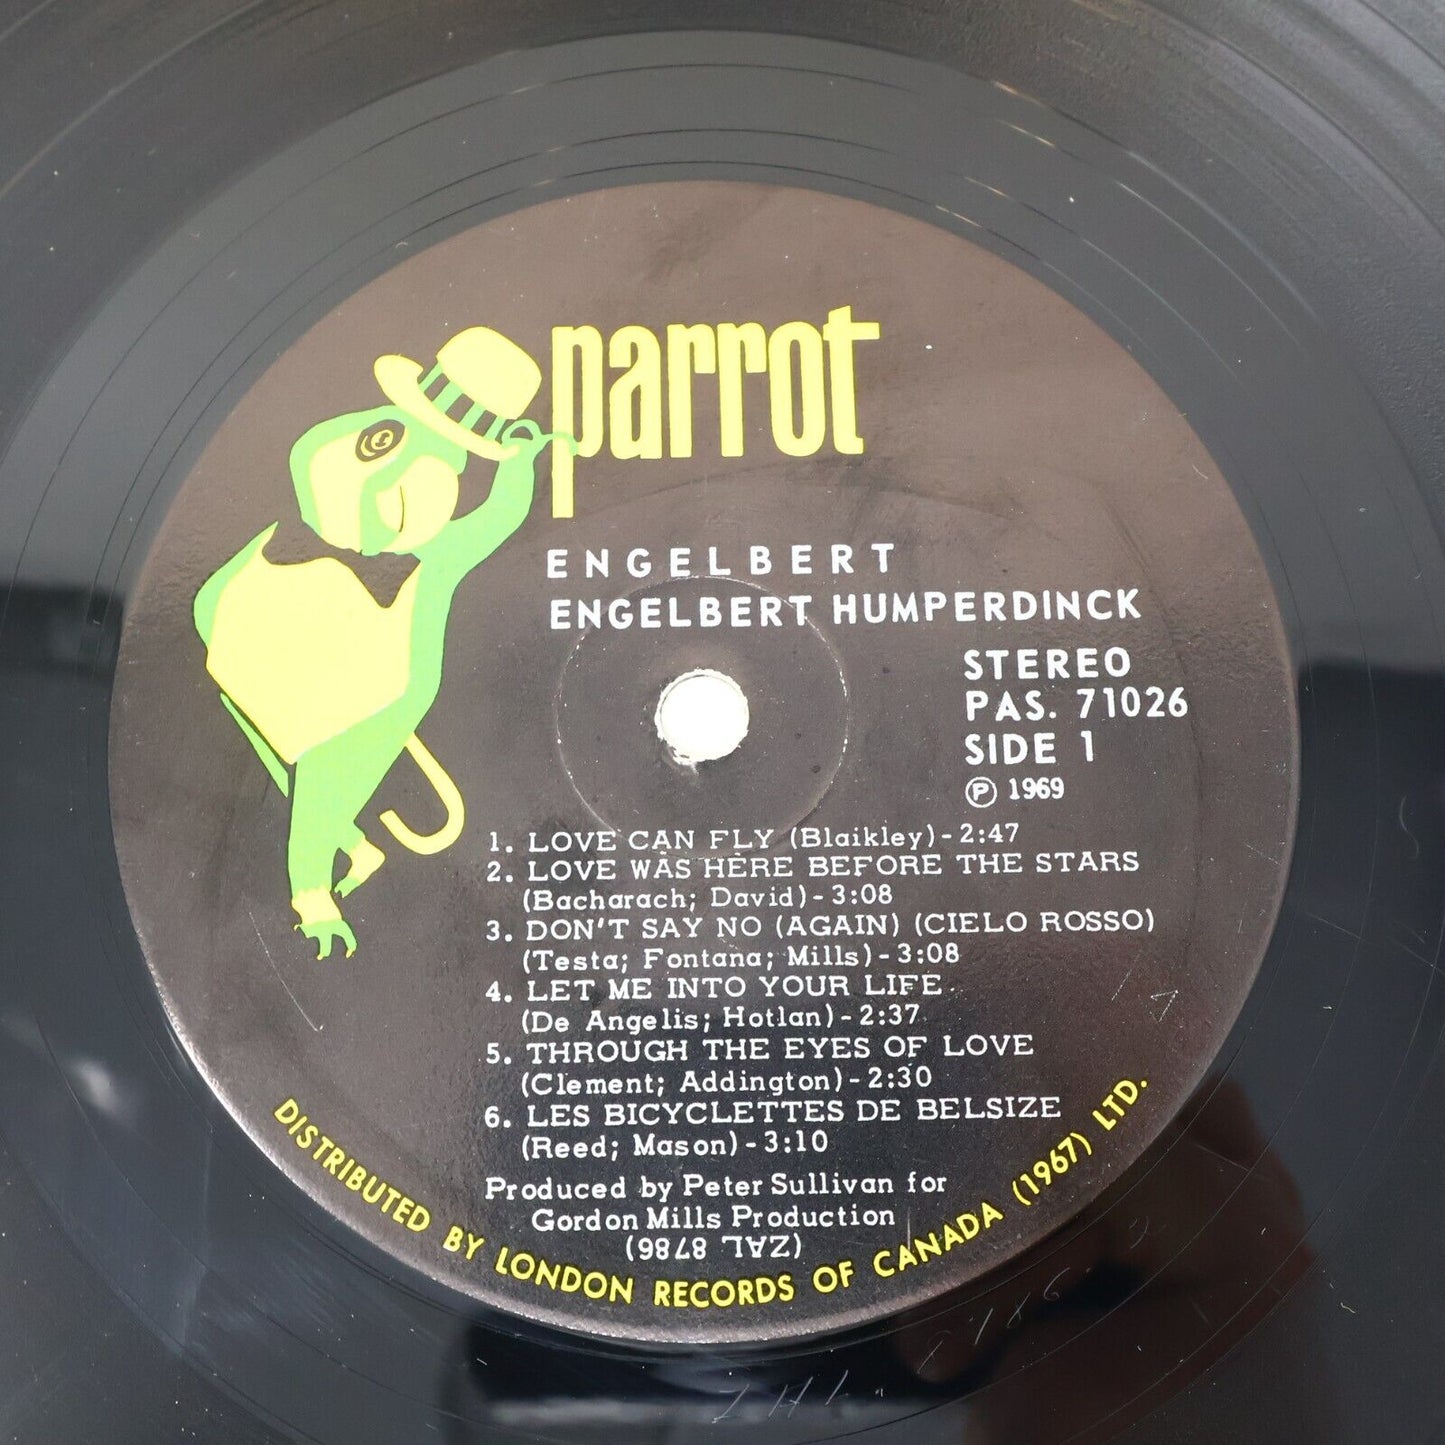 parrot
ENGELBERT
ENGELBERT HUMPERDINCK
STEREO
PAS. 71026
SIDE 1
Ⓟ 1969
1. LOVE CAN FLY (Blaikley)-2:47
2. LOVE WAS HERE BEFORE THE STARS
(Bacharach; David)-3:08
3. DON'T SAY NO (AGAIN) (CIELO ROSSO)
(Testa; Fontana; Mills)-3:08
4. LET ME INTO YOUR LIFE
(De Angelis; Hotlan)-2:37
5. THROUGH THE EYES OF LOVE
(Clement; Addington)-2:30
6. LES BICYCLETTES DE BELSIZE
(Reed; Mason)-3:10
Produced by Peter Sullivan for
Gordon Mills Production
(ZAL 8786)
DISTRIBUTED BY LONDON RECORDS OF CANADA (1967) LTD.